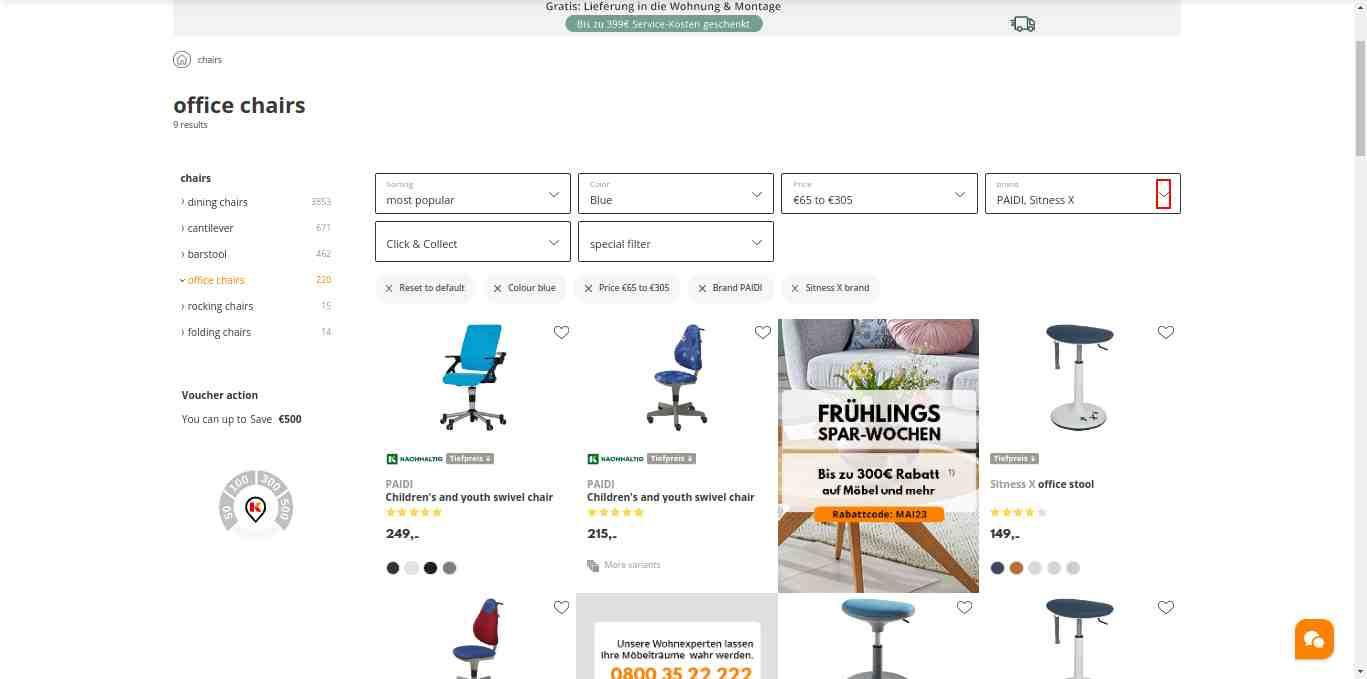 Gratis: Lieferung in die Wohnung & Montage
Bis zu 399€ Service-Kosten geschenkt
chairs
office chairs
9 results
chairs
dining chairs 3853
cantilever 671
barstool 462
office chairs 220
rocking chairs 15
folding chairs 14
Voucher action
You can up to Save €500
50 100 300 500
K
Sorting
most popular
Color
Blue
Price
€65 to €305
Brand
PAIDI, Sitness X
Click & Collect
special filter
Reset to default
Colour blue
Price €65 to €305
Brand PAIDI
Sitness X brand
K NACHHALTIG Tiefpreis
PAIDI
Children's and youth swivel chair
249,-
K NACHHALTIG Tiefpreis
PAIDI
Children's and youth swivel chair
215,-
More variants
FRÜHLINGS
SPAR-WOCHEN
Bis zu 300€ Rabatt 1)
auf Möbel und mehr
Rabattcode: MAI23
Tiefpreis
Sitness X office stool
149,-
Unsere Wohnexperten lassen
Ihre Möbelträume wahr werden.
0800 35 22 222